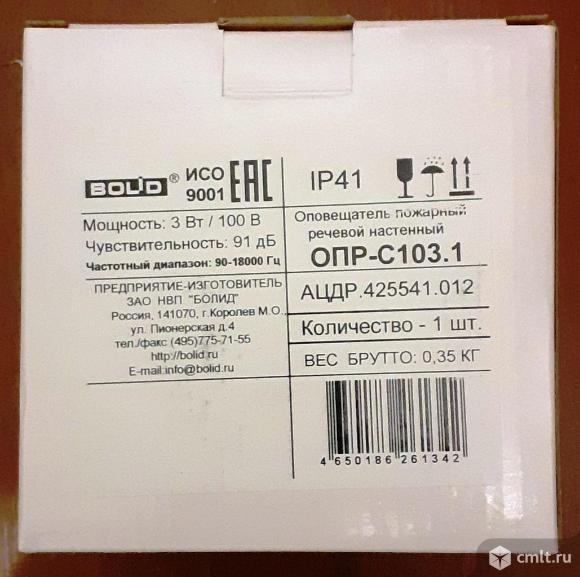 BOLID® ИСО 9001 EAC
Мощность: 3 Вт / 100 В
Чувствительность: 91 дБ
Частотный диапазон: 90-18000 Гц
ПРЕДПРИЯТИЕ-ИЗГОТОВИТЕЛЬ
ЗАО НВП "БОЛИД"
Россия, 141070, г.Королев М.О.,
ул. Пионерская д.4
тел./факс (495)775-71-55
http://bolid.ru
E-mail:info@bolid.ru
IP41
Оповещатель пожарный
речевой настенный
ОПР-С103.1
АЦДР.425541.012
Количество - 1 шт.
ВЕС БРУТТО: 0,35 КГ
4 650186 261342
cmlt.ru